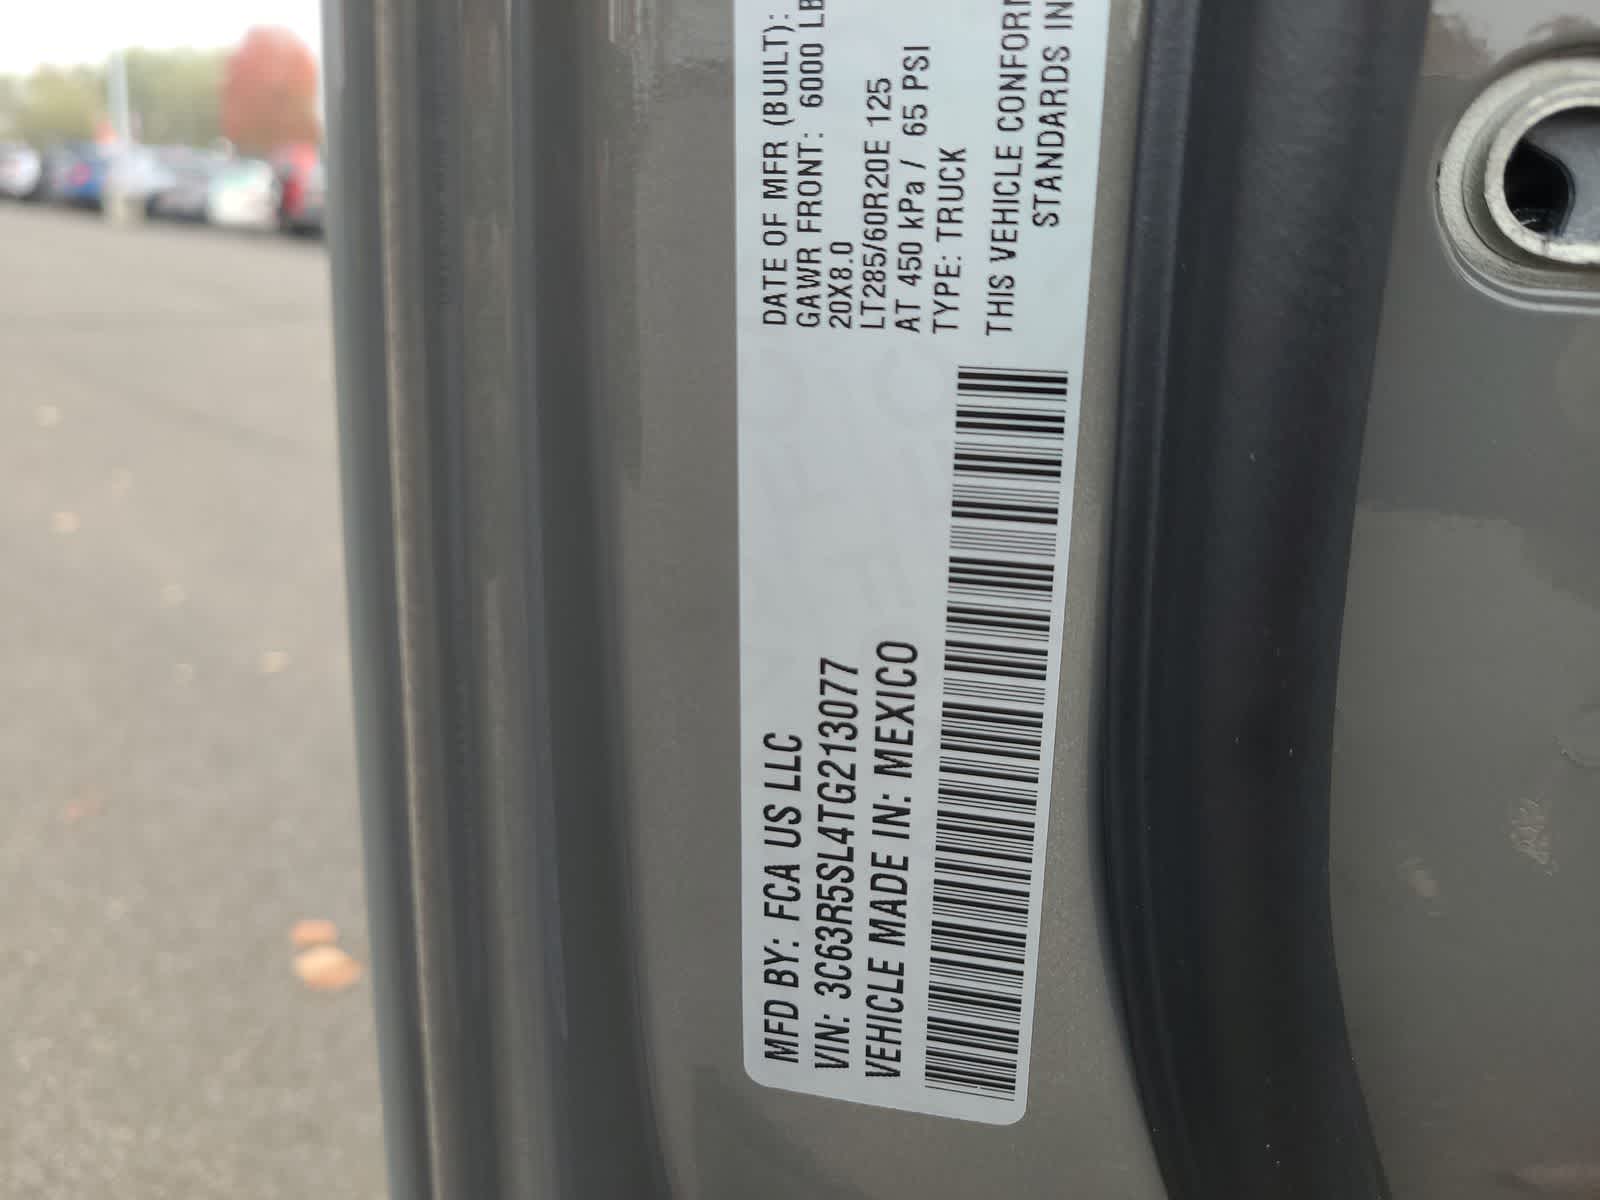 MFD BY: FCA US LLC
VIN: 3C63R5SL4TG213077
VEHICLE MADE IN: MEXICO
DATE OF MFR (BUILT):
GAWR FRONT: 6000 LB
20X8.0
LT285/60R20E 125
AT 450 kPa / 65 PSI
TYPE: TRUCK
THIS VEHICLE
STANDARDS IN